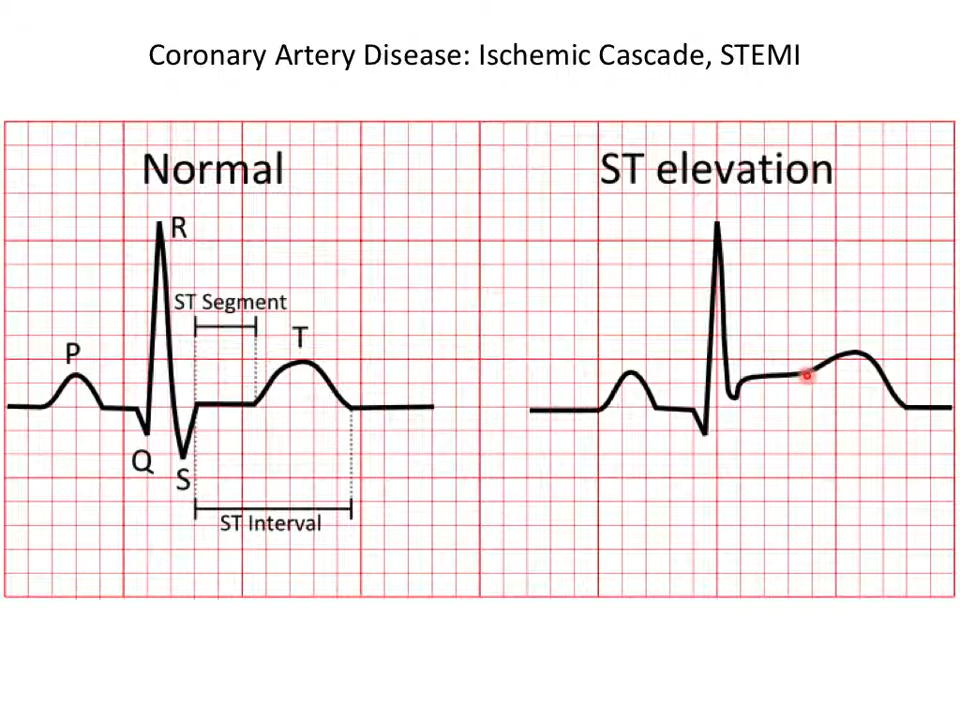 Coronary Artery Disease: Ischemic Cascade, STEMI
Normal
R
ST Segment
P
T
Q
S
ST Interval
ST elevation